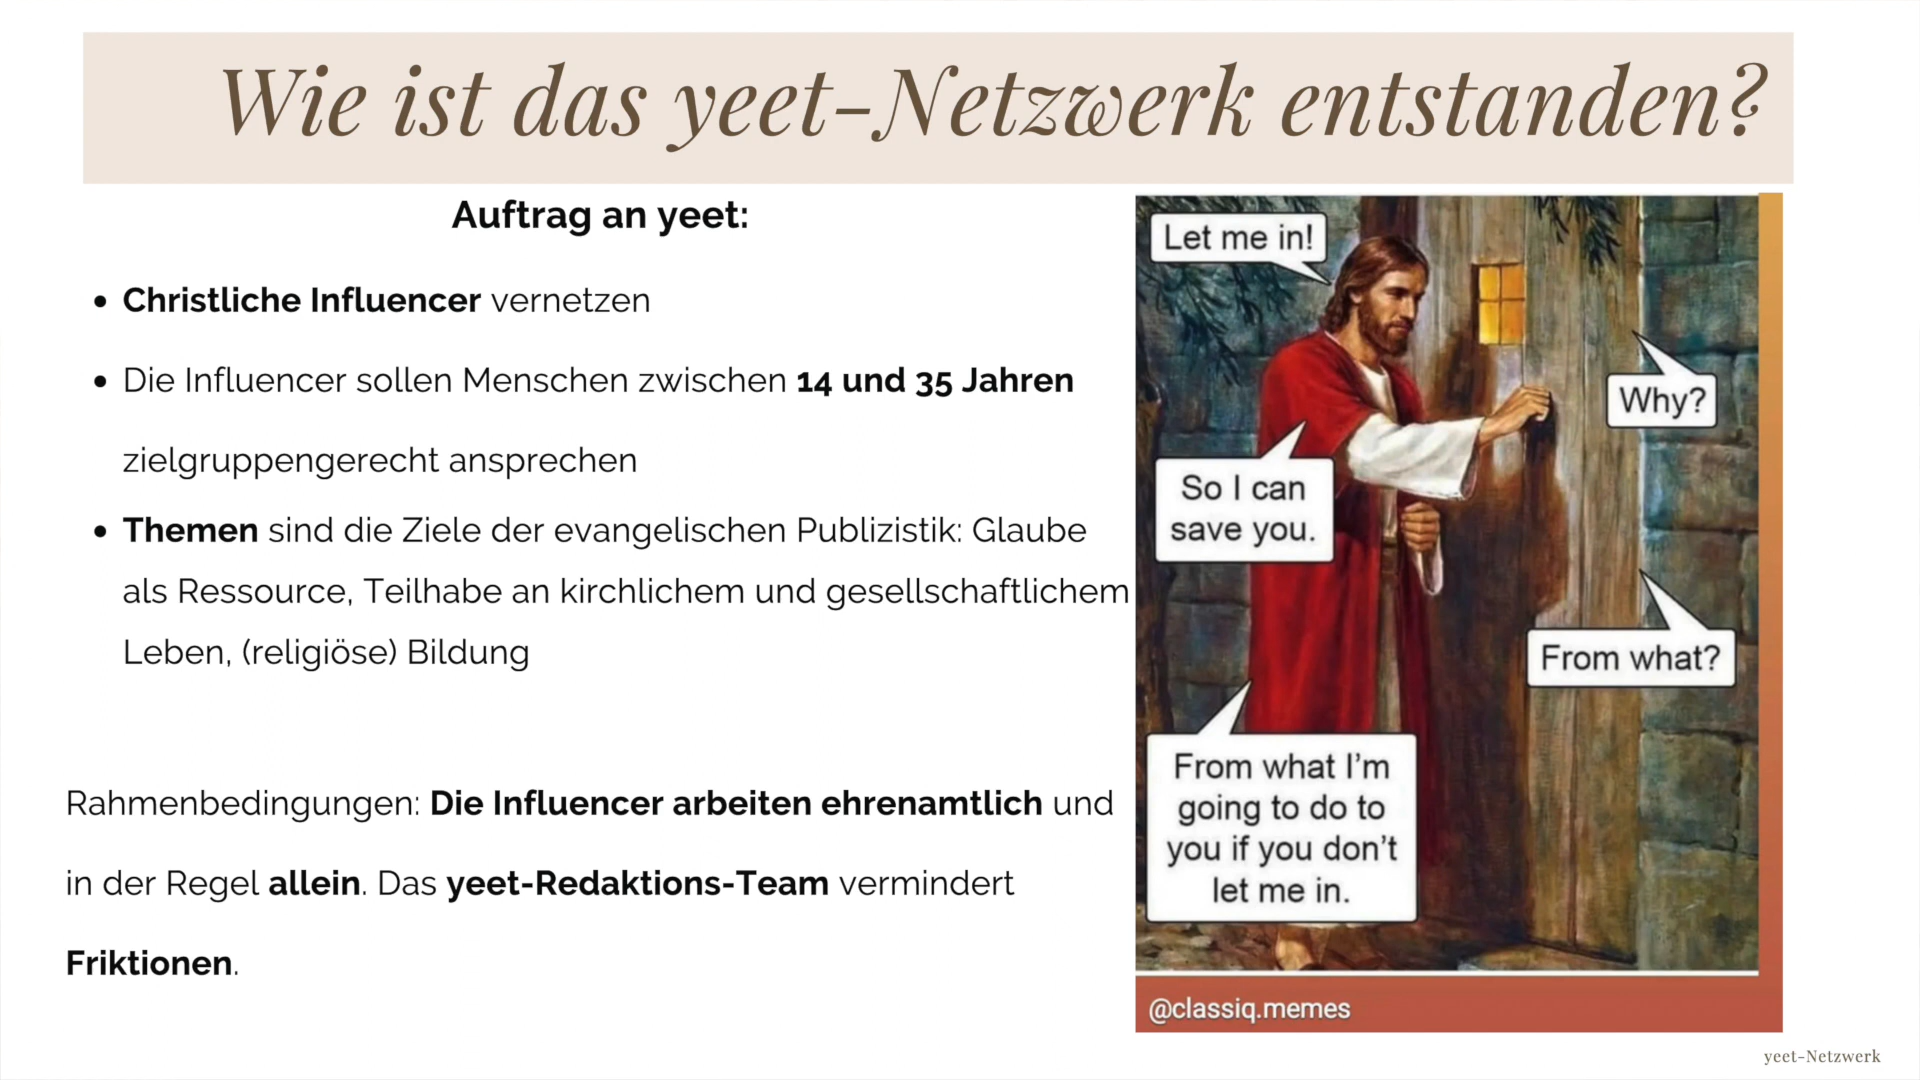 Wie ist das yeet-Netzwerk entstanden?
Auftrag an yeet:
• Christliche Influencer vernetzen
• Die Influencer sollen Menschen zwischen 14 und 35 Jahren
zielgruppengerecht ansprechen
• Themen sind die Ziele der evangelischen Publizistik: Glaube
als Ressource, Teilhabe an kirchlichem und gesellschaftlichem
Leben, (religiöse) Bildung
Rahmenbedingungen: Die Influencer arbeiten ehrenamtlich und
in der Regel allein. Das yeet-Redaktions-Team vermindert
Friktionen.
Let me in!
Why?
So I can
save you.
From what?
From what I'm
going to do to
you if you don't
let me in.
@classiq.memes
yeet-Netzwerk